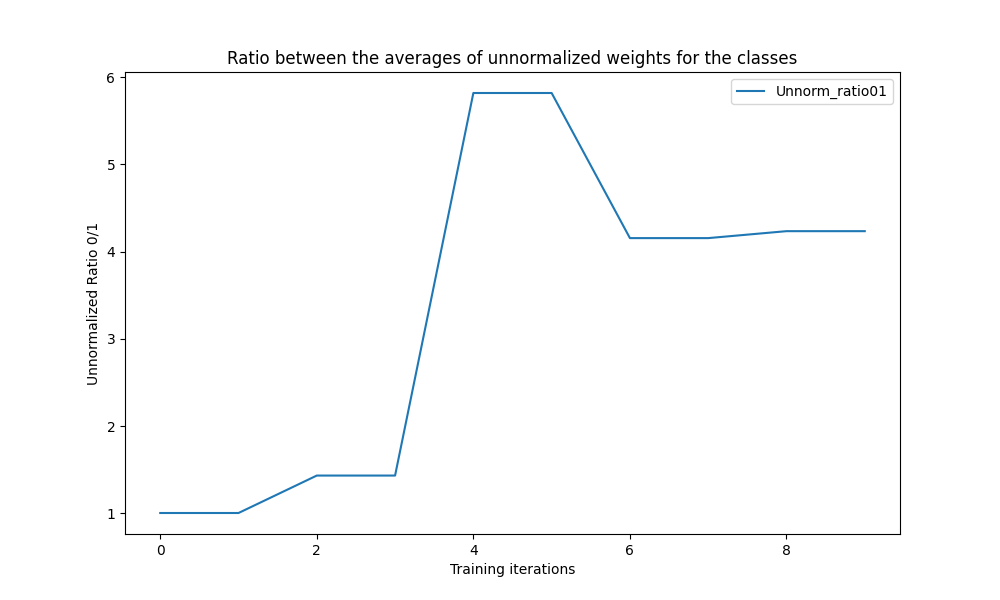 Ratio between the averages of unnormalized weights for the classes
Unnorm_ratio01
Unnormalized Ratio 0/1
6
5
4
3
2
1
0 2 4 6 8
Training iterations